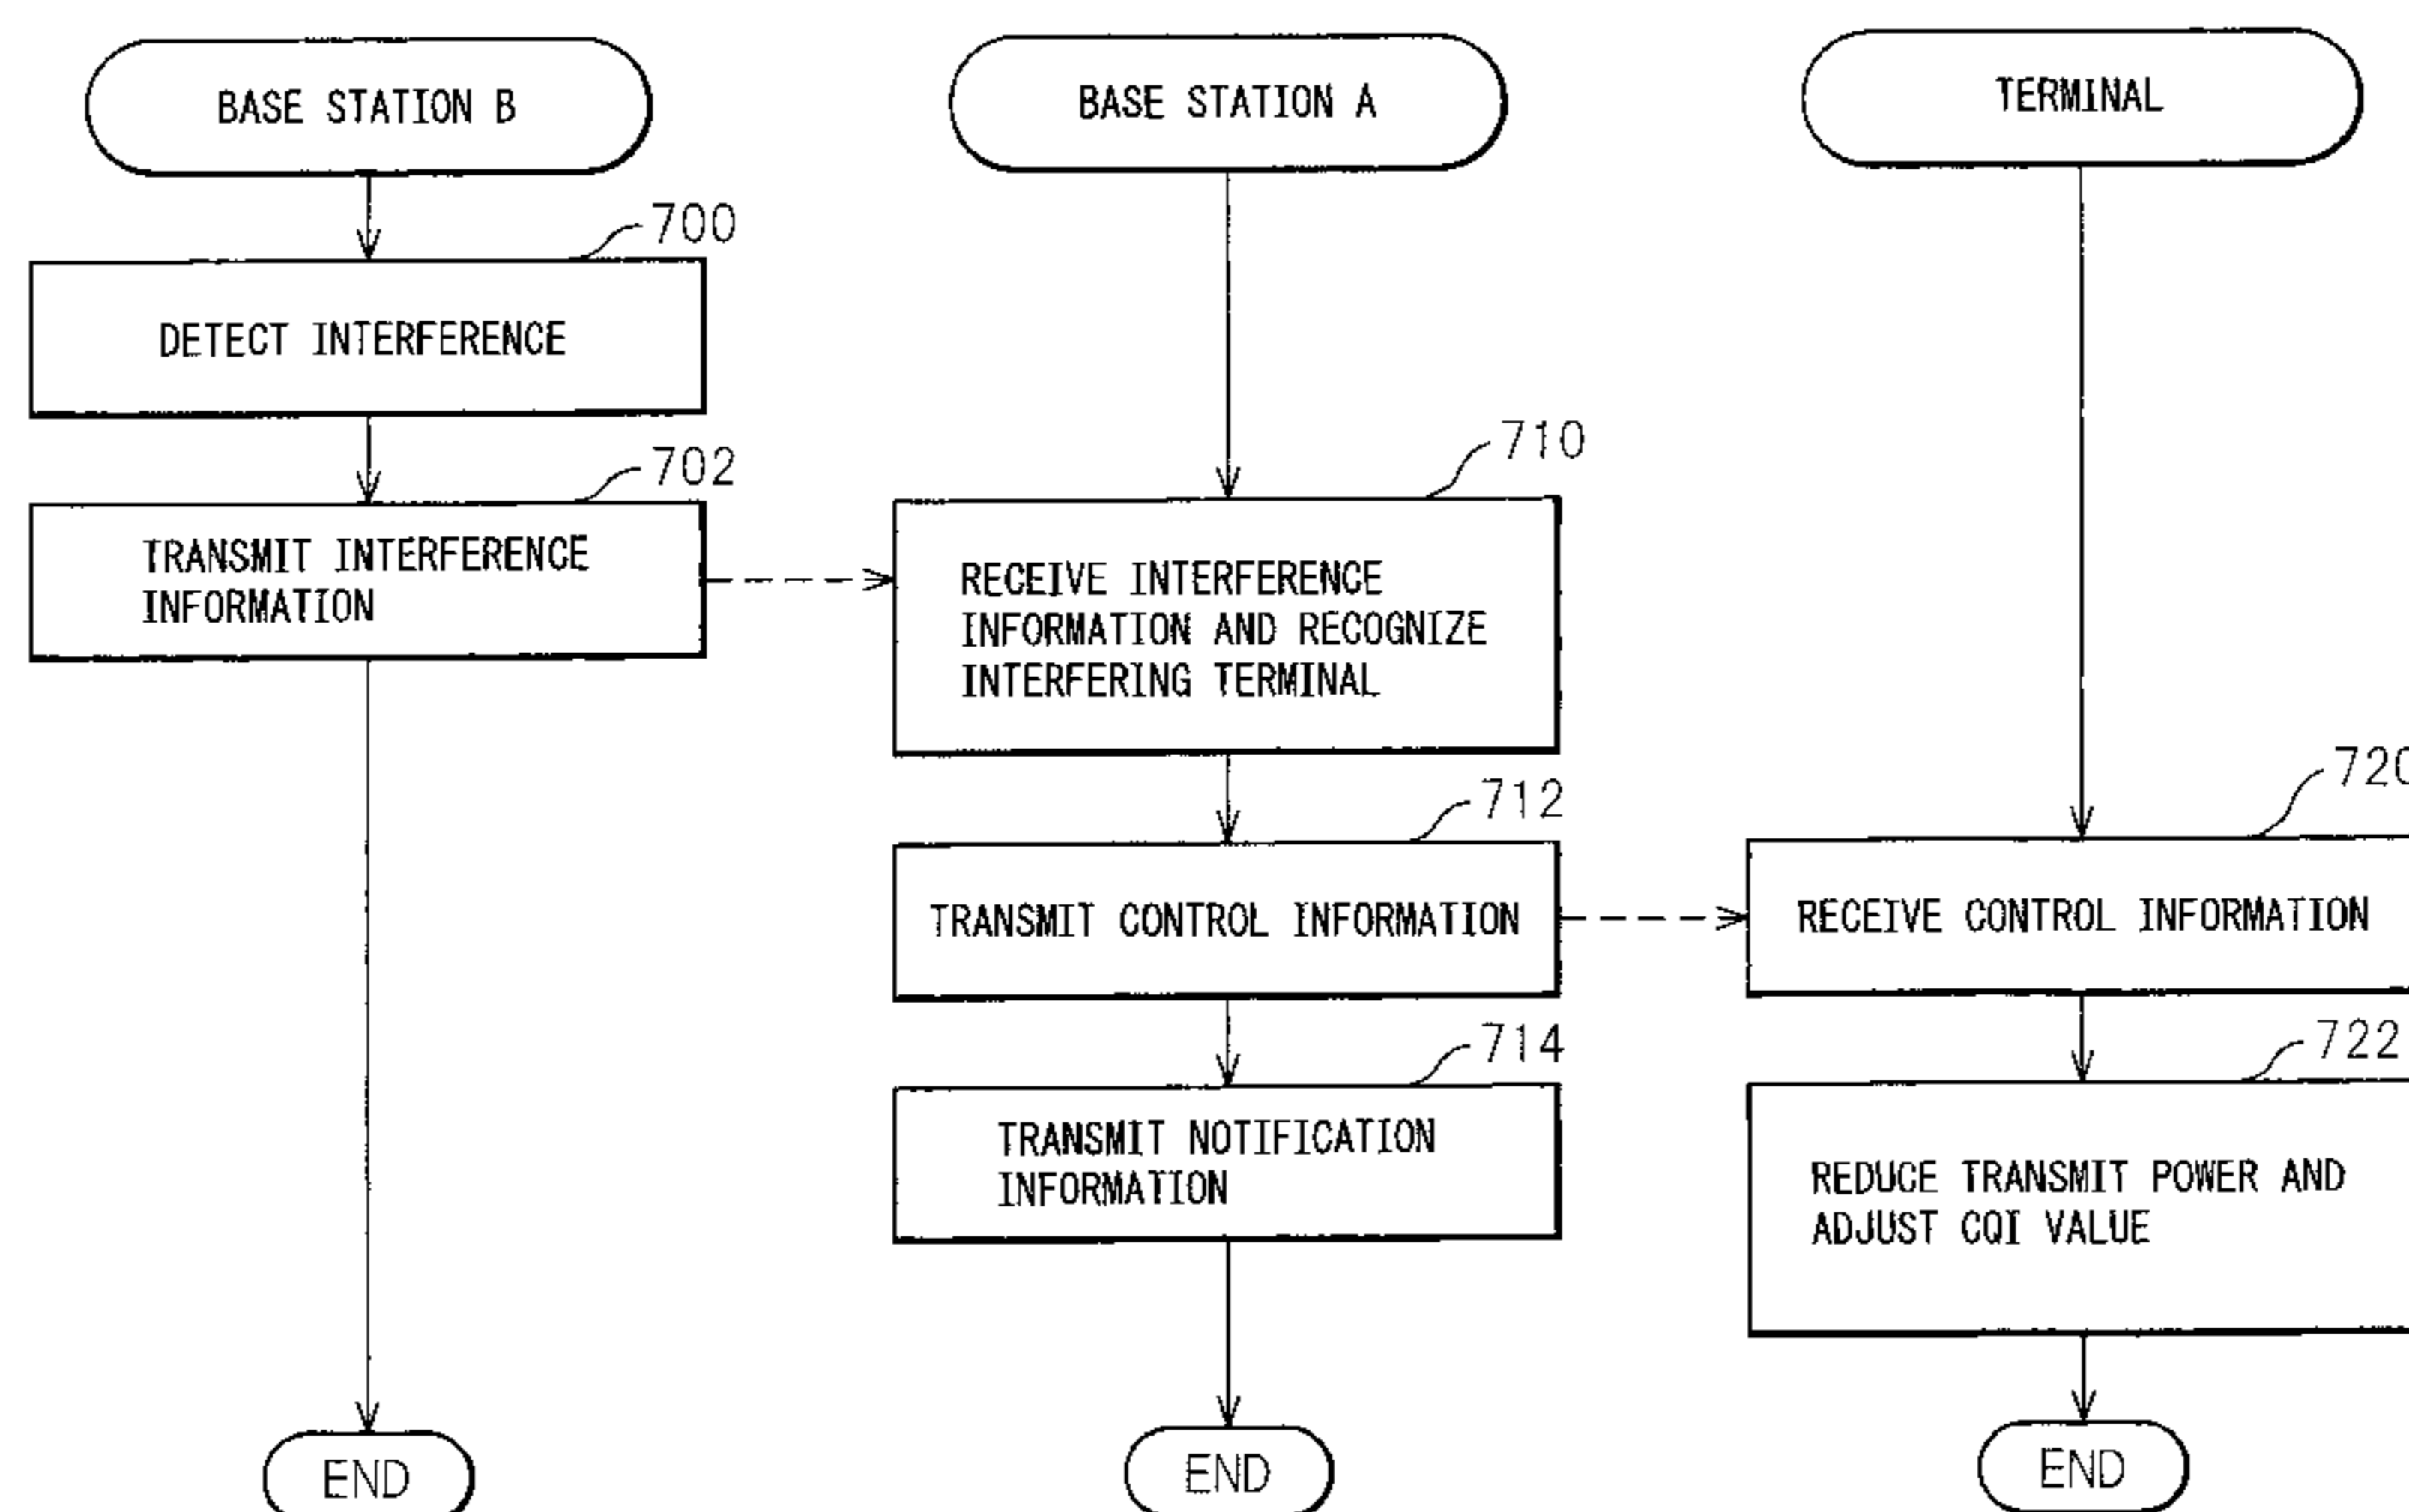 BASE STATION B
700
DETECT INTERFERENCE
702
TRANSMIT INTERFERENCE
INFORMATION
END
BASE STATION A
710
RECEIVE INTERFERENCE
INFORMATION AND RECOGNIZE
INTERFERING TERMINAL
712
TRANSMIT CONTROL INFORMATION
714
TRANSMIT NOTIFICATION
INFORMATION
END
TERMINAL
720
RECEIVE CONTROL INFORMATION
722
REDUCE TRANSMIT POWER AND
ADJUST CQI VALUE
END